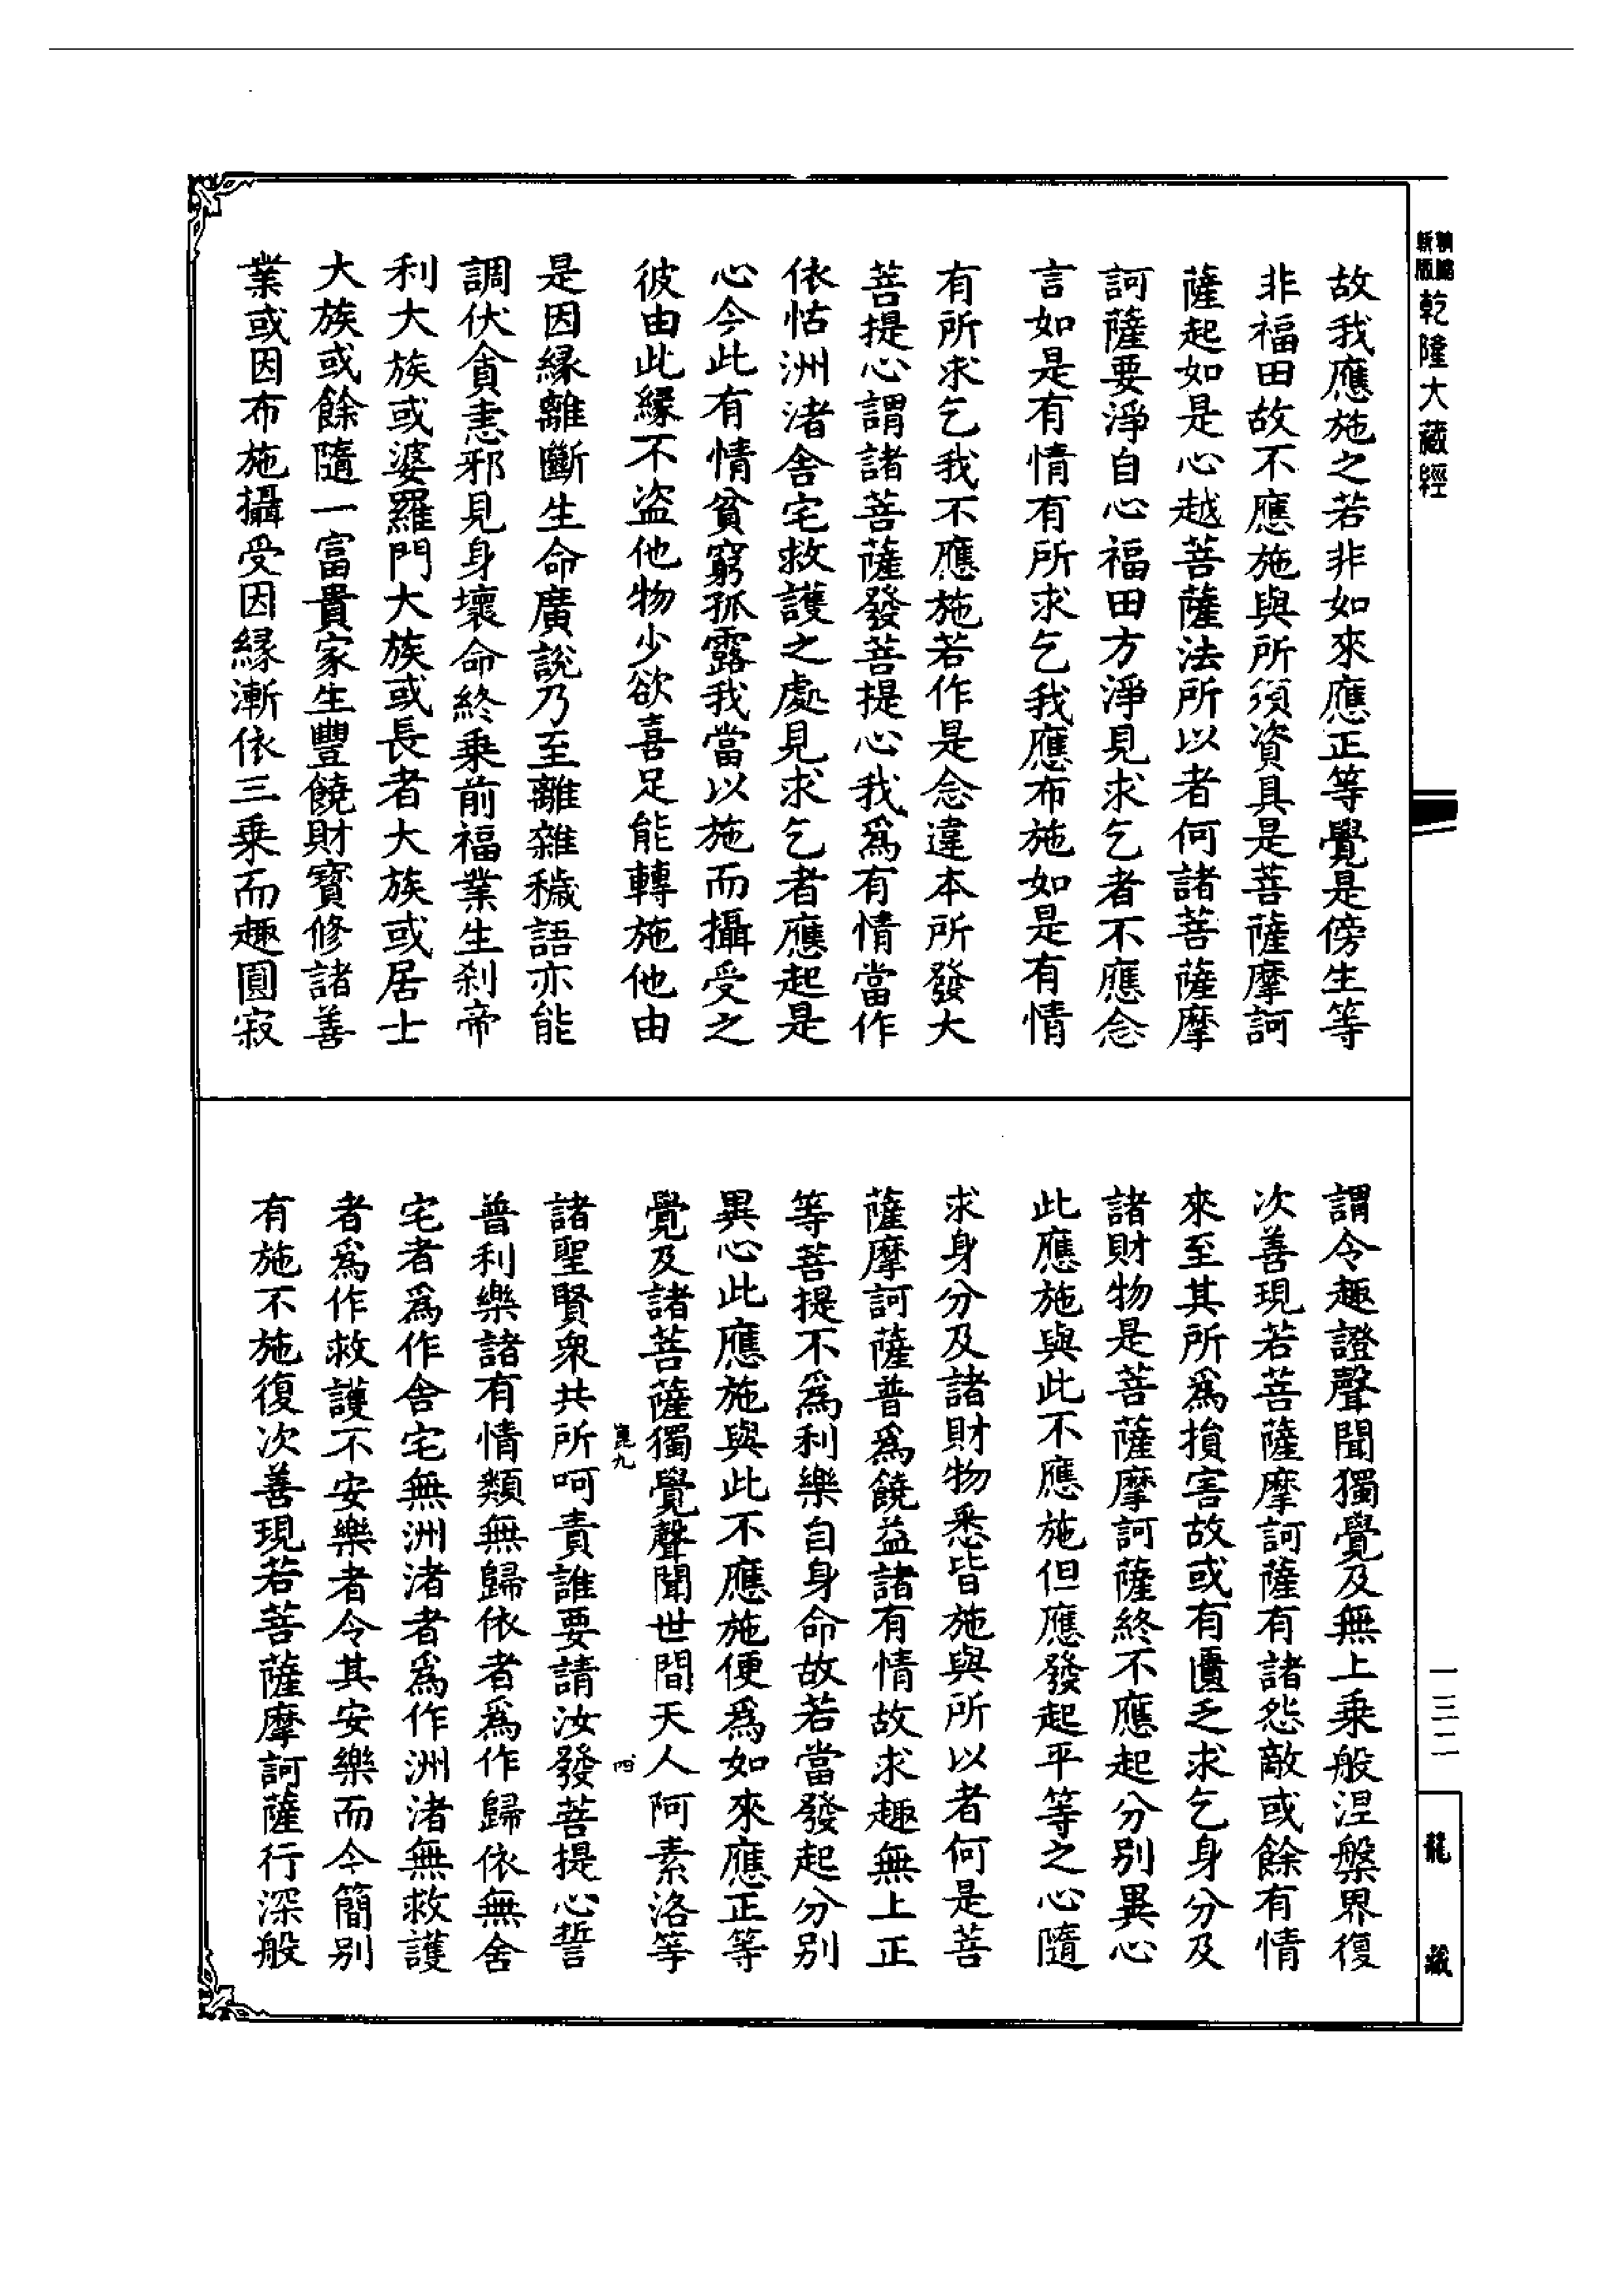 乾隆大藏經
故我應施之若非如來應正等覺是傍生等
非福田故不應施與所須資具是菩薩摩訶
薩起如是心越菩薩法所以者何諸菩薩摩
訶薩要淨自心福田方淨見求乞者不應念
言如是有情有所求乞我應布施如是有情
有所求乞我不應施若作是念違本所發大
菩提心謂諸菩薩發菩提心我爲有情當作
依怙洲渚舍宅救護之處見求乞者應起是
心今此有情貧窮孤露我當以施而攝受之
彼由此緣不盜他物少欲喜足能轉施他由
是因緣離斷生命廣說乃至離雜穢語亦能
調伏貪恚邪見身壞命終乘前福業生剎帝
利大族或婆羅門大族或長者大族或居士
大族或餘隨一富貴家生豐饒財寶修諸善
業或因布施攝受因緣漸依三乘而趣圓寂
謂令趣證聲聞獨覺及無上乘般涅槃界復
次善現若菩薩摩訶薩有諸怨敵或餘有情
來至其所爲損害故或有匱乏求乞身分及
諸財物是菩薩摩訶薩終不應起分別異心
此應施與此不應施但應發起平等之心隨
求身分及諸財物悉皆施與所以者何是菩
薩摩訶薩普爲饒益諸有情故求趣無上正
等菩提不爲利樂自身命故若當發起分別
異心此應施與此不應施便爲如來應正等
覺及諸菩薩獨覺聲聞世間天人阿素洛等
崑九 四
諸聖賢衆共所呵責誰要請汝發菩提心誓
普利樂諸有情類無歸依者爲作歸依無舍
宅者爲作舍宅無洲渚者爲作洲渚無救護
者爲作救護不安樂者令其安樂而今簡別
有施不施復次善現若菩薩摩訶薩行深般
一三二
龍藏